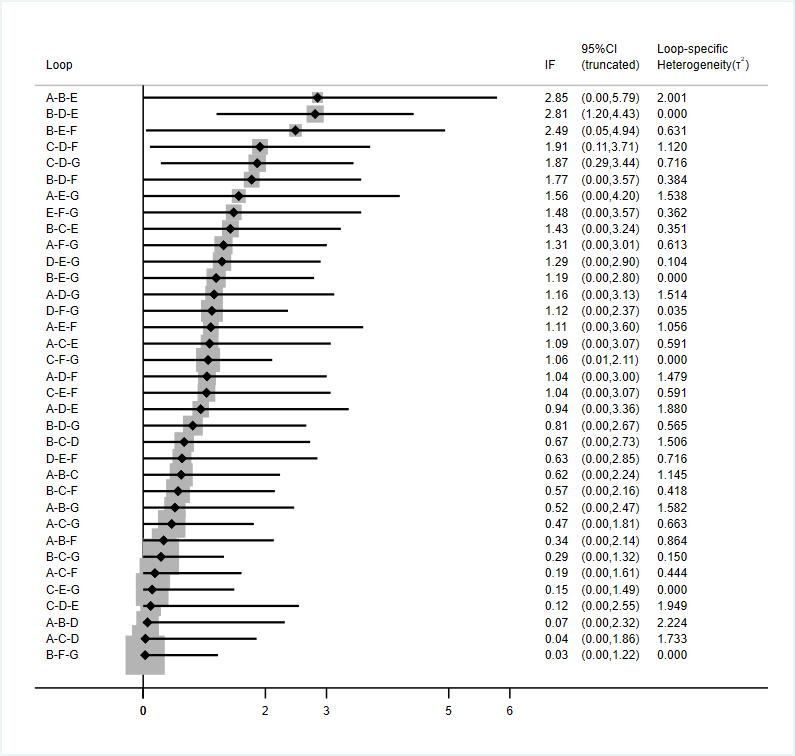 95%CI Loop-specific
Loop IF (truncated) Heterogeneity(τ²)
A-B-E 2.85 (0.00,5.79) 2.001
B-D-E 2.81 (1.20,4.43) 0.000
B-E-F 2.49 (0.05,4.94) 0.631
C-D-F 1.91 (0.11,3.71) 1.120
C-D-G 1.87 (0.29,3.44) 0.716
B-D-F 1.77 (0.00,3.57) 0.384
A-E-G 1.56 (0.00,4.20) 1.538
E-F-G 1.48 (0.00,3.57) 0.362
B-C-E 1.43 (0.00,3.24) 0.351
A-F-G 1.31 (0.00,3.01) 0.613
D-E-G 1.29 (0.00,2.90) 0.104
B-E-G 1.19 (0.00,2.80) 0.000
A-D-G 1.16 (0.00,3.13) 1.514
D-F-G 1.12 (0.00,2.37) 0.035
A-E-F 1.11 (0.00,3.60) 1.056
A-C-E 1.09 (0.00,3.07) 0.591
C-F-G 1.06 (0.01,2.11) 0.000
A-D-F 1.04 (0.00,3.00) 1.479
C-E-F 1.04 (0.00,3.07) 0.591
A-D-E 0.94 (0.00,3.36) 1.880
B-D-G 0.81 (0.00,2.67) 0.565
B-C-D 0.67 (0.00,2.73) 1.506
D-E-F 0.63 (0.00,2.85) 0.716
A-B-C 0.62 (0.00,2.24) 1.145
B-C-F 0.57 (0.00,2.16) 0.418
A-B-G 0.52 (0.00,2.47) 1.582
A-C-G 0.47 (0.00,1.81) 0.663
A-B-F 0.34 (0.00,2.14) 0.864
B-C-G 0.29 (0.00,1.32) 0.150
A-C-F 0.19 (0.00,1.61) 0.444
C-E-G 0.15 (0.00,1.49) 0.000
C-D-E 0.12 (0.00,2.55) 1.949
A-B-D 0.07 (0.00,2.32) 2.224
A-C-D 0.04 (0.00,1.86) 1.733
B-F-G 0.03 (0.00,1.22) 0.000
0 2 3 5 6